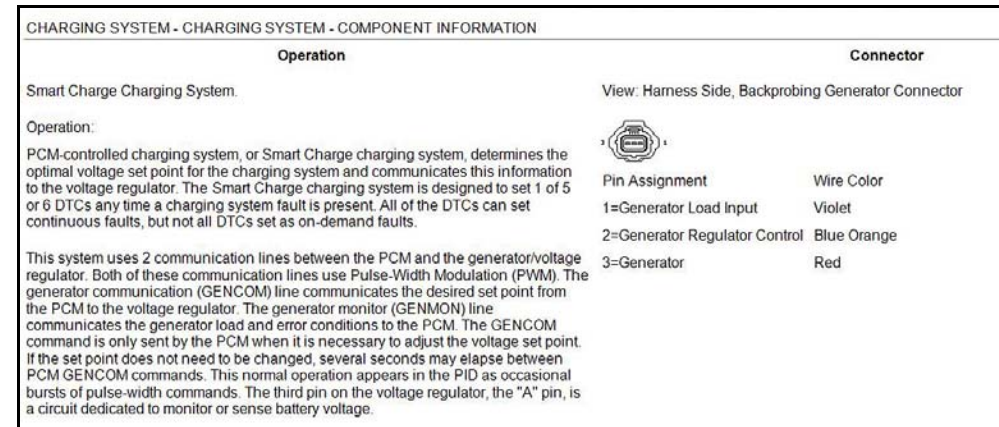 CHARGING SYSTEM - CHARGING SYSTEM - COMPONENT INFORMATION
Operation
Smart Charge Charging System.
Operation:
PCM-controlled charging system, or Smart Charge charging system, determines the
optimal voltage set point for the charging system and communicates this information
to the voltage regulator. The Smart Charge charging system is designed to set 1 of 5
or 6 DTCs any time a charging system fault is present. All of the DTCs can set
continuous faults, but not all DTCs set as on-demand faults.
This system uses 2 communication lines between the PCM and the generator/voltage
regulator. Both of these communication lines use Pulse-Width Modulation (PWM). The
generator communication (GENCOM) line communicates the desired set point from
the PCM to the voltage regulator. The generator monitor (GENMON) line
communicates the generator load and error conditions to the PCM. The GENCOM
command is only sent by the PCM when it is necessary to adjust the voltage set point.
If the set point does not need to be changed, several seconds may elapse between
PCM GENCOM commands. This normal operation appears in the PID as occasional
bursts of pulse-width commands. The third pin on the voltage regulator, the "A" pin, is
a circuit dedicated to monitor or sense battery voltage.
Connector
View: Harness Side, Backprobing Generator Connector
3 1
Pin Assignment Wire Color
1=Generator Load Input Violet
2=Generator Regulator Control Blue Orange
3=Generator Red